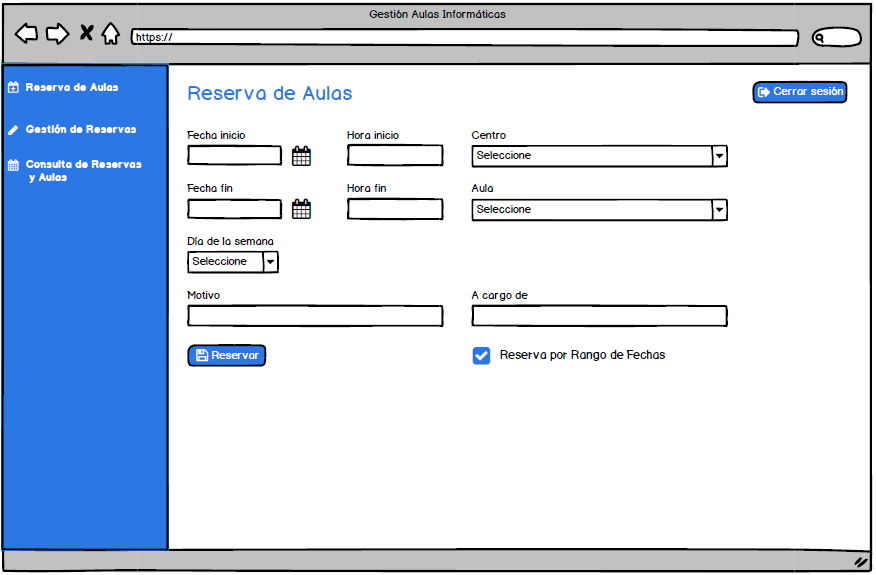 Gestión Aulas Informáticas
https://
Reserva de Aulas
Gestión de Reservas
Consulta de Reservas
y Aulas
Reserva de Aulas
Cerrar sesión
Fecha inicio
Hora inicio
Centro
Seleccione
Fecha fin
Hora fin
Aula
Seleccione
Día de la semana
Seleccione
Motivo
A cargo de
Reservar
Reserva por Rango de Fechas